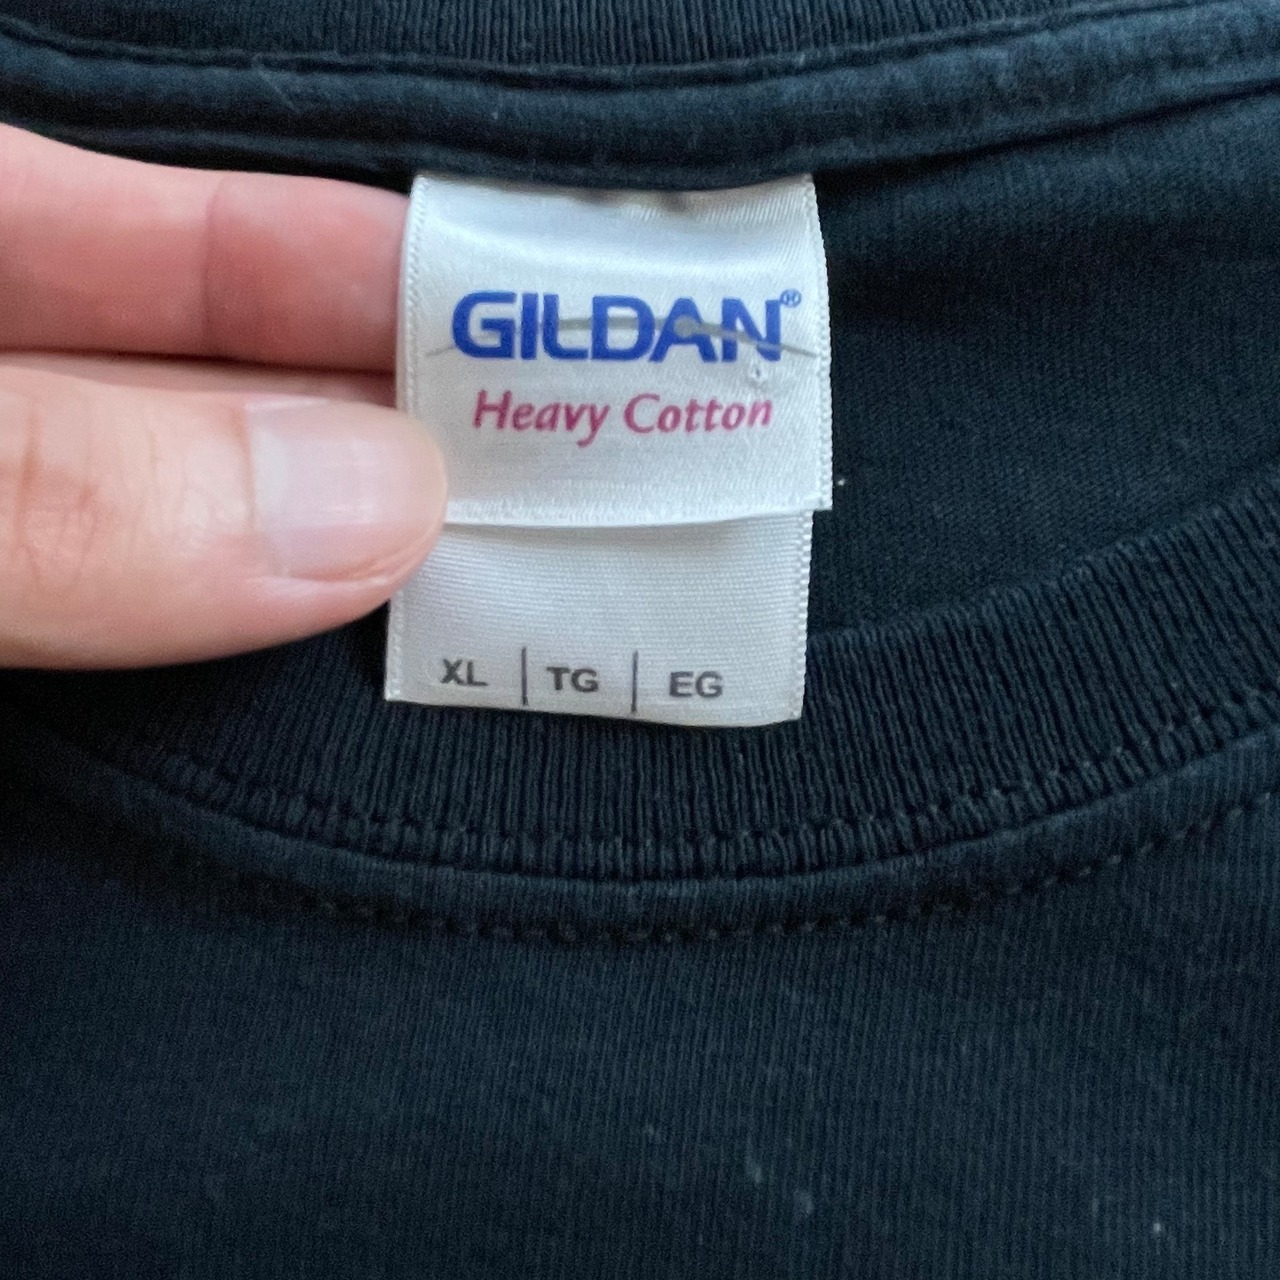 GILDAN®
Heavy Cotton
XL | TG | EG